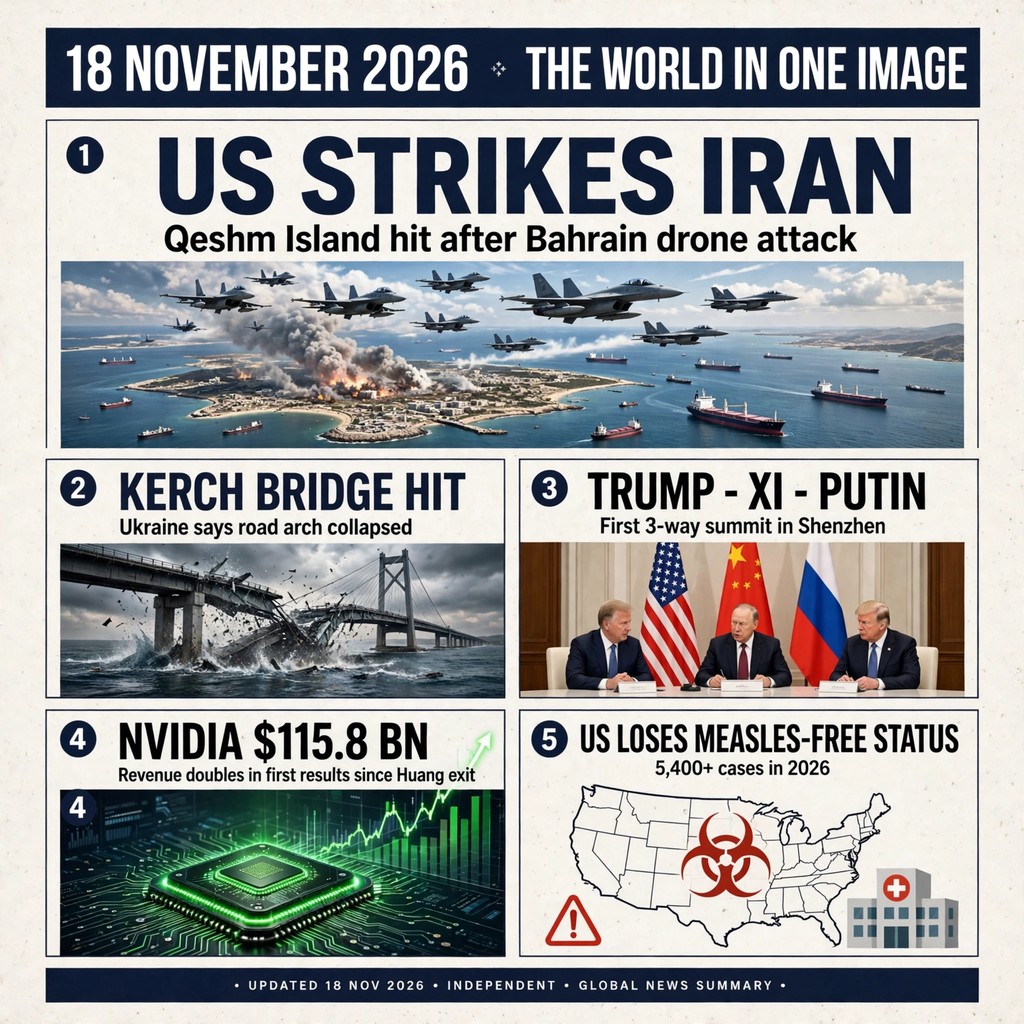 18 NOVEMBER 2026 THE WORLD IN ONE IMAGE
1
US STRIKES IRAN
Qeshm Island hit after Bahrain drone attack
2 KERCH BRIDGE HIT
Ukraine says road arch collapsed
3 TRUMP - XI - PUTIN
First 3-way summit in Shenzhen
4 NVIDIA $115.8 BN
Revenue doubles in first results since Huang exit
4
5 US LOSES MEASLES-FREE STATUS
5,400+ cases in 2026
• UPDATED 18 NOV 2026 • INDEPENDENT • GLOBAL NEWS SUMMARY •